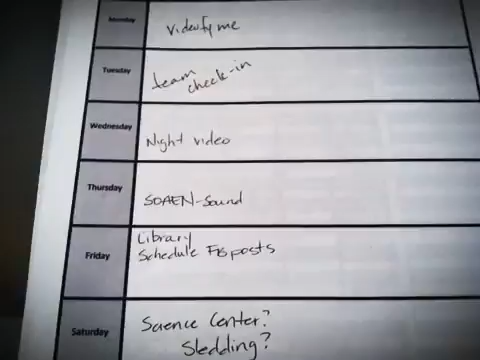 Monday
Videofy me
Tuesday
team
check-in
Wednesday
Night video
Thursday
SOAEN-Sound
Friday
Library
Schedule FB posts
Saturday
Science Center?
Sledding?